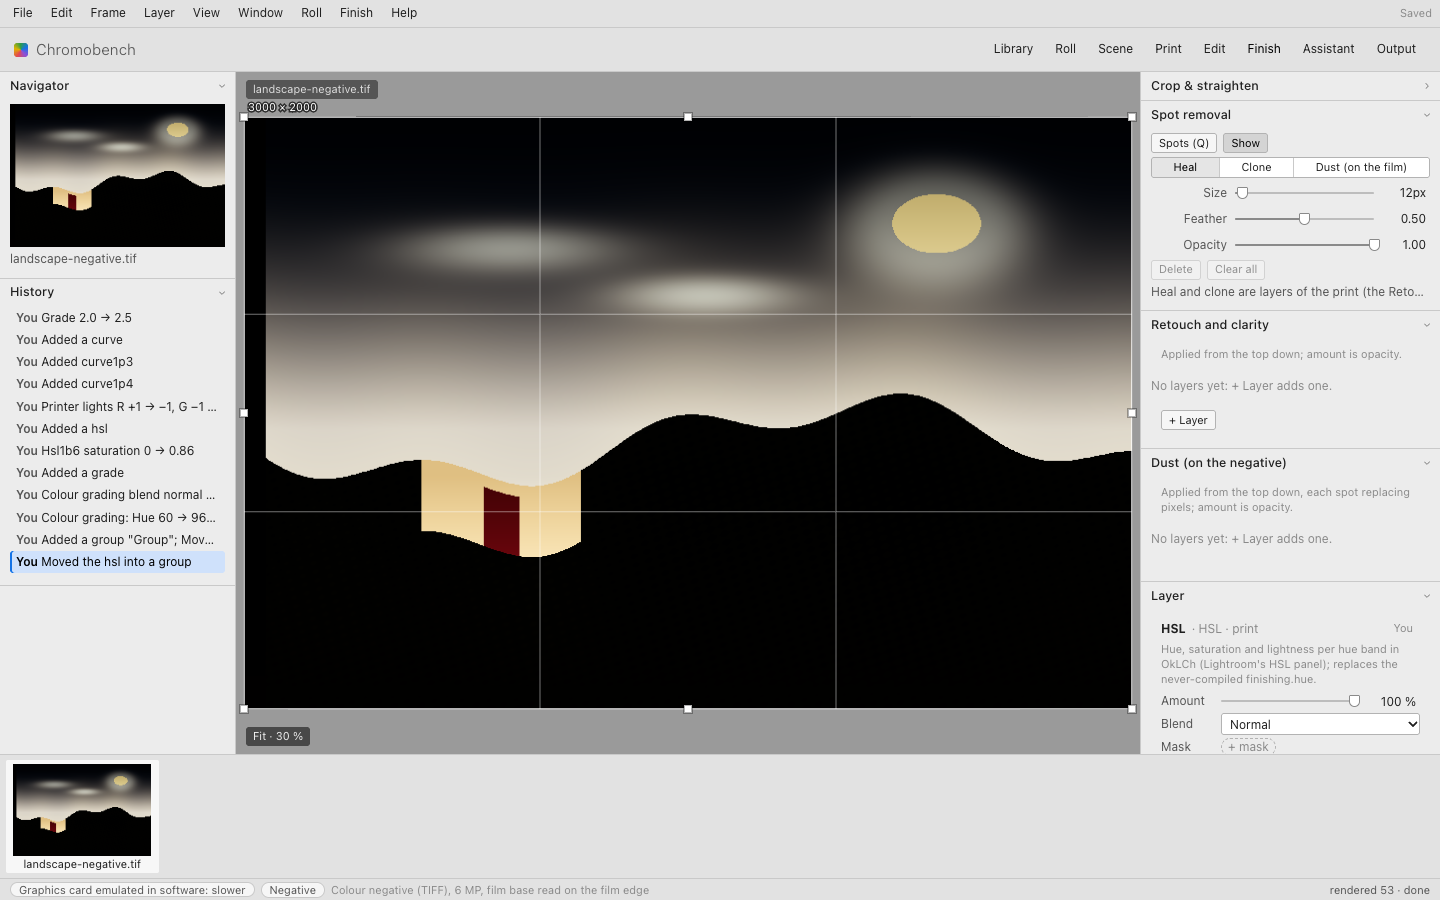 File Edit Frame Layer View Window Roll Finish Help
Saved
Chromobench
Library Roll Scene Print Edit Finish Assistant Output
Navigator
landscape-negative.tif
History
You Grade 2.0 → 2.5
You Added a curve
You Added curve1p3
You Added curve1p4
You Printer lights R +1 → −1, G −1 ...
You Added a hsl
You Hsl1b6 saturation 0 → 0.86
You Added a grade
You Colour grading blend normal ...
You Colour grading: Hue 60 → 96...
You Added a group "Group"; Mov...
You Moved the hsl into a group
landscape-negative.tif
3000 × 2000
Fit · 30 %
Crop & straighten
Spot removal
Spots (Q) Show
Heal Clone Dust (on the film)
Size 12px
Feather 0.50
Opacity 1.00
Delete Clear all
Heal and clone are layers of the print (the Reto...
Retouch and clarity
Applied from the top down; amount is opacity.
No layers yet: + Layer adds one.
+ Layer
Dust (on the negative)
Applied from the top down, each spot replacing
pixels; amount is opacity.
No layers yet: + Layer adds one.
Layer
HSL · HSL · print You
Hue, saturation and lightness per hue band in
OkLCh (Lightroom's HSL panel); replaces the
never-compiled finishing.hue.
Amount 100 %
Blend Normal
Mask + mask
landscape-negative.tif
Graphics card emulated in software: slower Negative Colour negative (TIFF), 6 MP, film base read on the film edge
rendered 53 · done